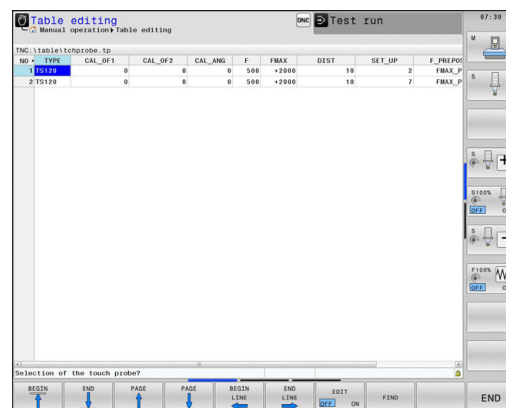 Table editing
DNC
Test run
07:30
Manual operation Table editing
TNC:\table\tchprobe.tp
NO TYPE CAL_OF1 CAL_OF2 CAL_ANG F FMAX DIST SET_UP F_PREPOS
1 TS120 0 0 0 500 +2000 10 2 FMAX_P
2 TS120 0 0 0 500 +2000 10 7 FMAX_P
M
S
S
S100%
OFF
S
F100%
OFF
Selection of the touch probe?
BEGIN
END
PAGE
PAGE
BEGIN LINE
END LINE
EDIT
OFF ON
FIND
END